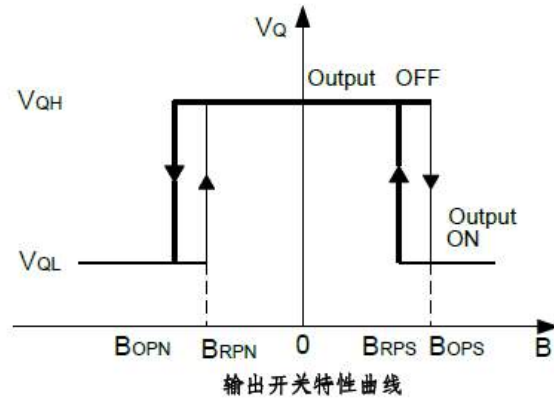 VQ
Output OFF
VQH
Output
ON
VQL
BOPN BRPN 0 BRPS BOPS B
输出开关特性曲线